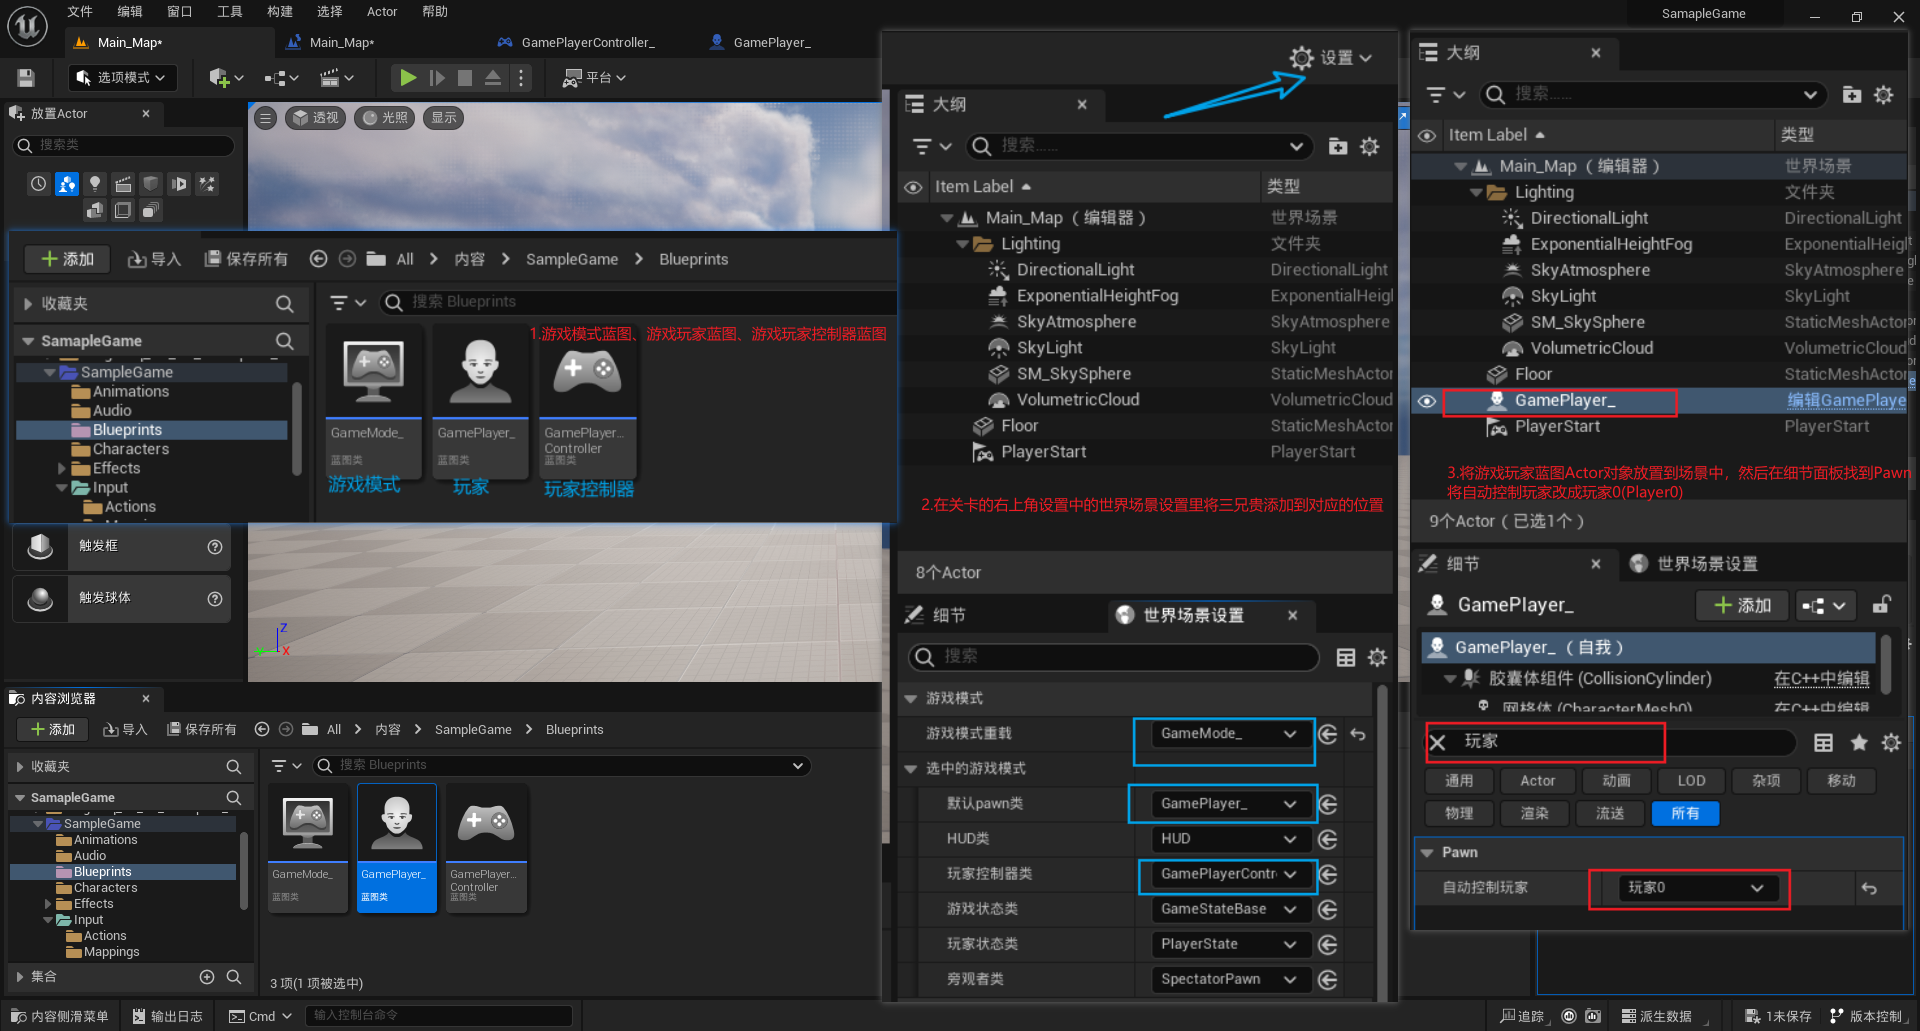 文件 编辑 窗口 工具 构建 选择 Actor 帮助
SamapleGame
Main_Map* Main_Map* GamePlayerController_ GamePlayer_
选项模式 平台
放置Actor
搜索类
透视 光照 显示
添加 导入 保存所有 All 内容 SampleGame Blueprints
收藏夹
搜索 Blueprints
SamapleGame
SampleGame
Animations
Audio
Blueprints
Characters
Effects
Input
Actions
1.游戏模式蓝图、游戏玩家蓝图、游戏玩家控制器蓝图
GameMode_
蓝图类
GamePlayer_
蓝图类
GamePlayer...
Controller
蓝图类
游戏模式 玩家 玩家控制器
触发框
触发球体
Z
Y X
内容浏览器
添加 导入 保存所有 All 内容 SampleGame Blueprints
收藏夹
搜索 Blueprints
SamapleGame
SampleGame
Animations
Audio
Blueprints
Characters
Effects
Input
Actions
Mappings
集合
GameMode_
蓝图类
GamePlayer_
蓝图类
GamePlayer...
Controller
蓝图类
3 项(1 项被选中)
内容侧滑菜单 输出日志 Cmd 输入控制台命令
设置
大纲
搜索......
Item Label 类型
Main_Map（编辑器） 世界场景
Lighting 文件夹
DirectionalLight DirectionalLight
ExponentialHeightFog ExponentialHeigl
SkyAtmosphere SkyAtmosphere
SkyLight SkyLight
SM_SkySphere StaticMeshActor
VolumetricCloud VolumetricCloud
Floor StaticMeshActor
PlayerStart PlayerStart
2.在关卡的右上角设置中的世界场景设置里将三兄贵添加到对应的位置
8个Actor
细节 世界场景设置
搜索
游戏模式
游戏模式重载 GameMode_
选中的游戏模式
默认pawn类 GamePlayer_
HUD类 HUD
玩家控制器类 GamePlayerContr
游戏状态类 GameStateBase
玩家状态类 PlayerState
旁观者类 SpectatorPawn
大纲
搜索......
Item Label 类型
Main_Map（编辑器） 世界场景
Lighting 文件夹
DirectionalLight DirectionalLight
ExponentialHeightFog ExponentialHeight
SkyAtmosphere SkyAtmosphere
SkyLight SkyLight
SM_SkySphere StaticMeshActo
VolumetricCloud VolumetricCloud
Floor StaticMeshActo
GamePlayer_ 编辑GamePlaye
PlayerStart PlayerStart
3.将游戏玩家蓝图Actor对象放置到场景中，然后在细节面板找到Pawn
将自动控制玩家改成玩家0(Player0)
9个Actor（已选1个）
细节 世界场景设置
GamePlayer_ 添加
GamePlayer_（自我）
胶囊体组件 (CollisionCylinder) 在C++中编辑
网格体 (CharacterMesh0) 在C++中编辑
玩家
通用 Actor 动画 LOD 杂项 移动
物理 渲染 流送 所有
Pawn
自动控制玩家 玩家0
追踪 派生数据 1未保存 版本控制